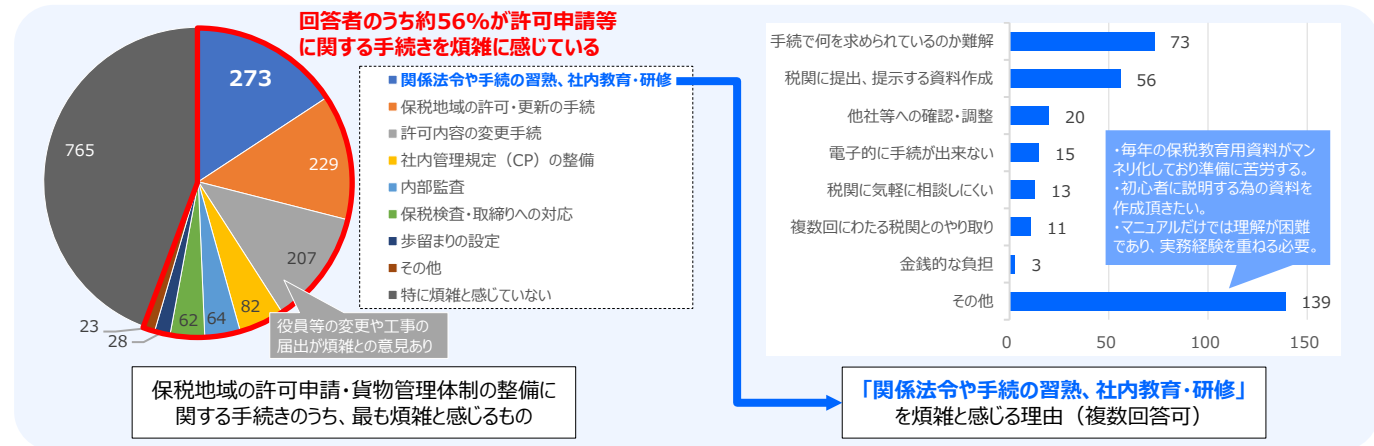 回答者のうち約56%が許可申請等
に関する手続きを煩雑に感じている
273
229
207
82
64
62
28
23
765
関係法令や手続の習熟、社内教育・研修
保税地域の許可・更新の手続
許可内容の変更手続
社内管理規定（CP）の整備
内部監査
保税検査・取締りへの対応
歩留まりの設定
その他
特に煩雑と感じていない
役員等の変更や工事の
届出が煩雑との意見あり
保税地域の許可申請・貨物管理体制の整備に
関する手続きのうち、最も煩雑と感じるもの
手続で何を求められているのか難解 73
税関に提出、提示する資料作成 56
他社等への確認・調整 20
電子的に手続が出来ない 15
税関に気軽に相談しにくい 13
複数回にわたる税関とのやり取り 11
金銭的な負担 3
その他 139
0 50 100 150
・毎年の保税教育用資料がマン
ネリ化しており準備に苦労する。
・初心者に説明する為の資料を
作成頂きたい。
・マニュアルだけでは理解が困難
であり、実務経験を重ねる必要。
「関係法令や手続の習熟、社内教育・研修」
を煩雑と感じる理由（複数回答可）